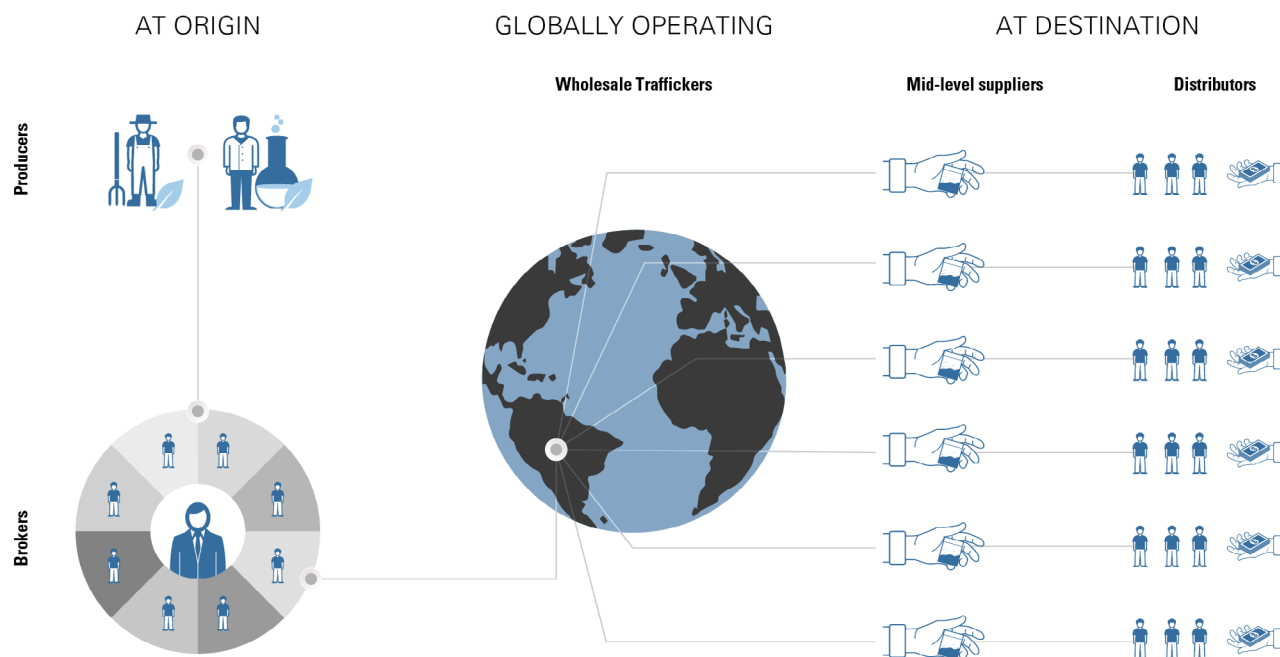 AT ORIGIN
GLOBALLY OPERATING
AT DESTINATION
Wholesale Traffickers
Mid-level suppliers
Distributors
Producers
Brokers